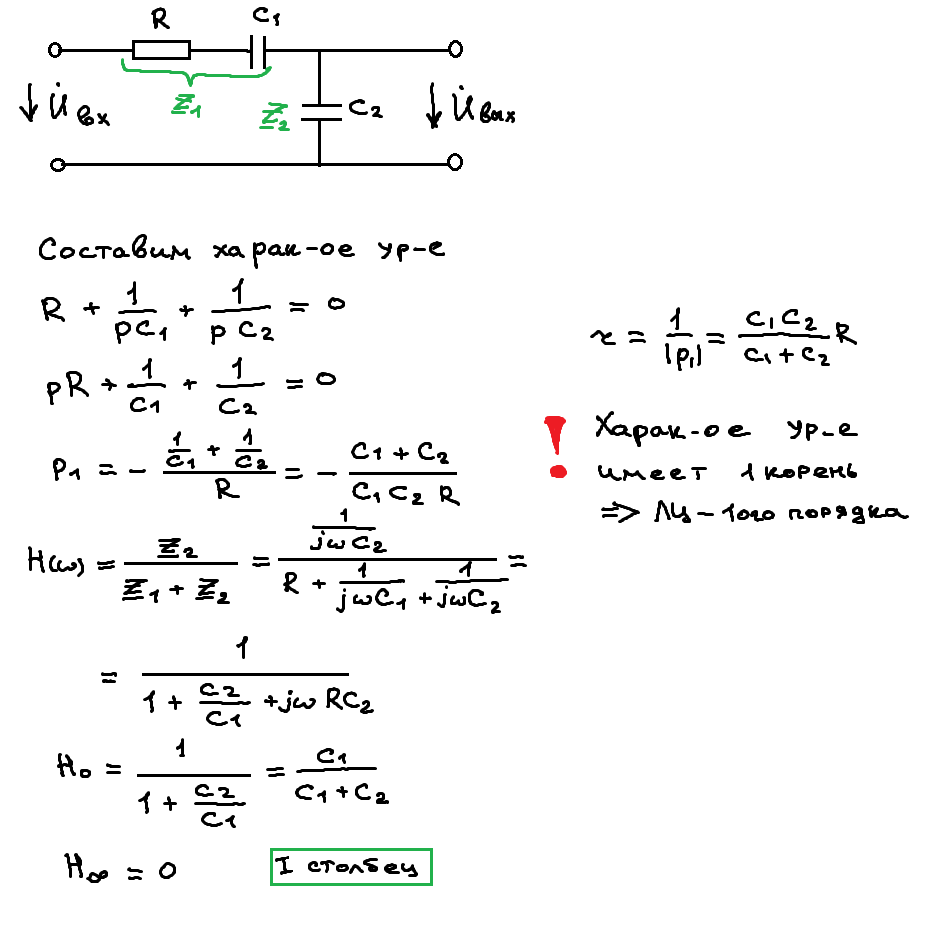 R C₁
u̇вх Z₁ Z₂ C₂ u̇вых
Составим харак-ое ур-е
R + 1/(pC₁) + 1/(pC₂) = 0
pR + 1/C₁ + 1/C₂ = 0
τ = 1/|p₁| = (C₁C₂)/(C₁+C₂) R
p₁ = - (1/C₁ + 1/C₂)/R = - (C₁ + C₂)/(C₁C₂R)
! Харак-ое ур-е
имеет 1 корень
=> ЛЦ - 1ого порядка
H(ω) = Z₂/(Z₁ + Z₂) = (1/(jωC₂))/(R + 1/(jωC₁) + 1/(jωC₂)) =
= 1/(1 + C₂/C₁ + jωRC₂)
H₀ = 1/(1 + C₂/C₁) = C₁/(C₁+C₂)
H∞ = 0 I столбец